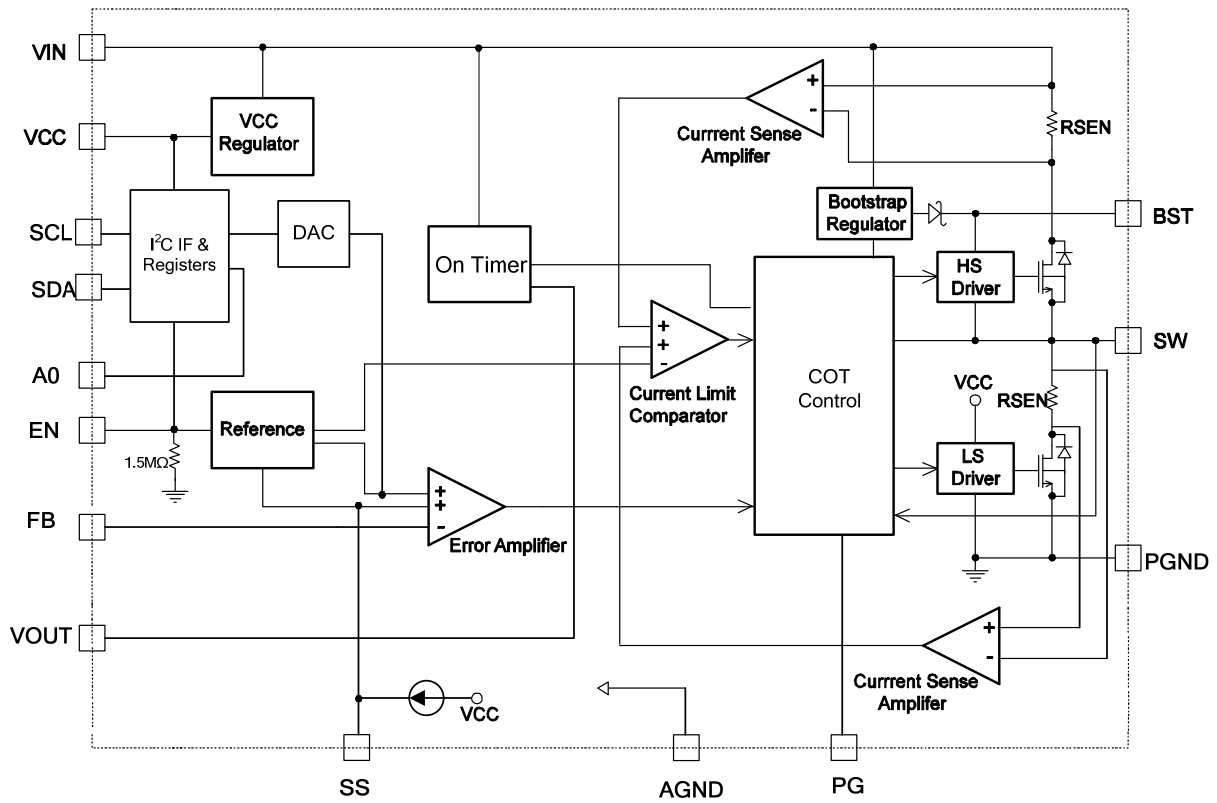 VIN
VCC
Regulator
VCC
SCL
SDA
I²C IF &
Registers
DAC
On Timer
A0
EN
1.5MΩ
Reference
FB
Error Amplifier
VOUT
VCC
SS
AGND
PG
+
-
Currrent Sense
Amplifer
RSEN
Bootstrap
Regulator
BST
HS
Driver
+
+
-
Current Limit
Comparator
COT
Control
SW
VCC
RSEN
LS
Driver
+
+
-
PGND
+
-
Currrent Sense
Amplifer